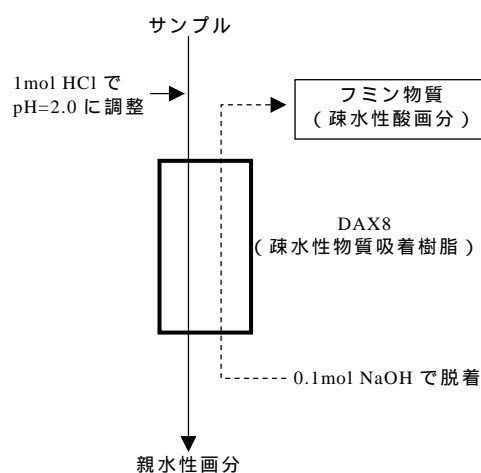 サンプル
1mol HCl で
pH=2.0 に調整
フミン物質
(疎水性酸画分)
DAX8
(疎水性物質吸着樹脂)
0.1mol NaOH で脱着
親水性画分